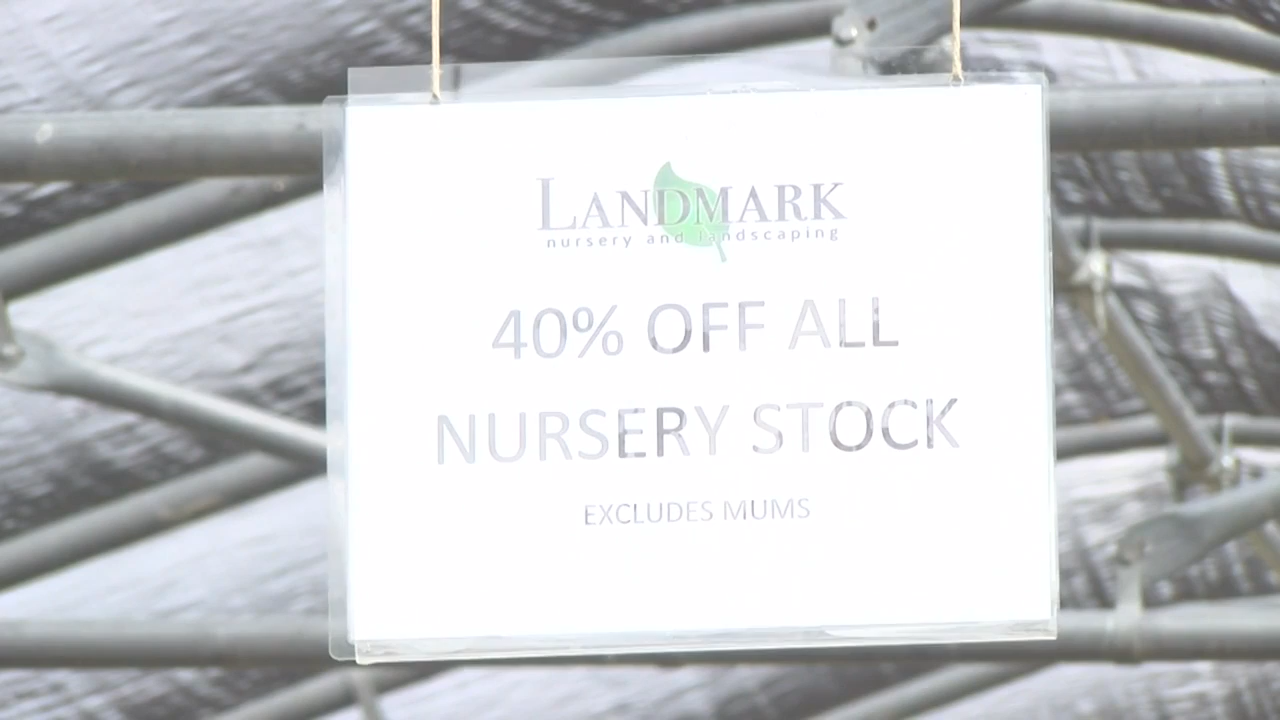 LANDMARK
nursery and landscaping
40% OFF ALL
NURSERY STOCK
EXCLUDES MUMS